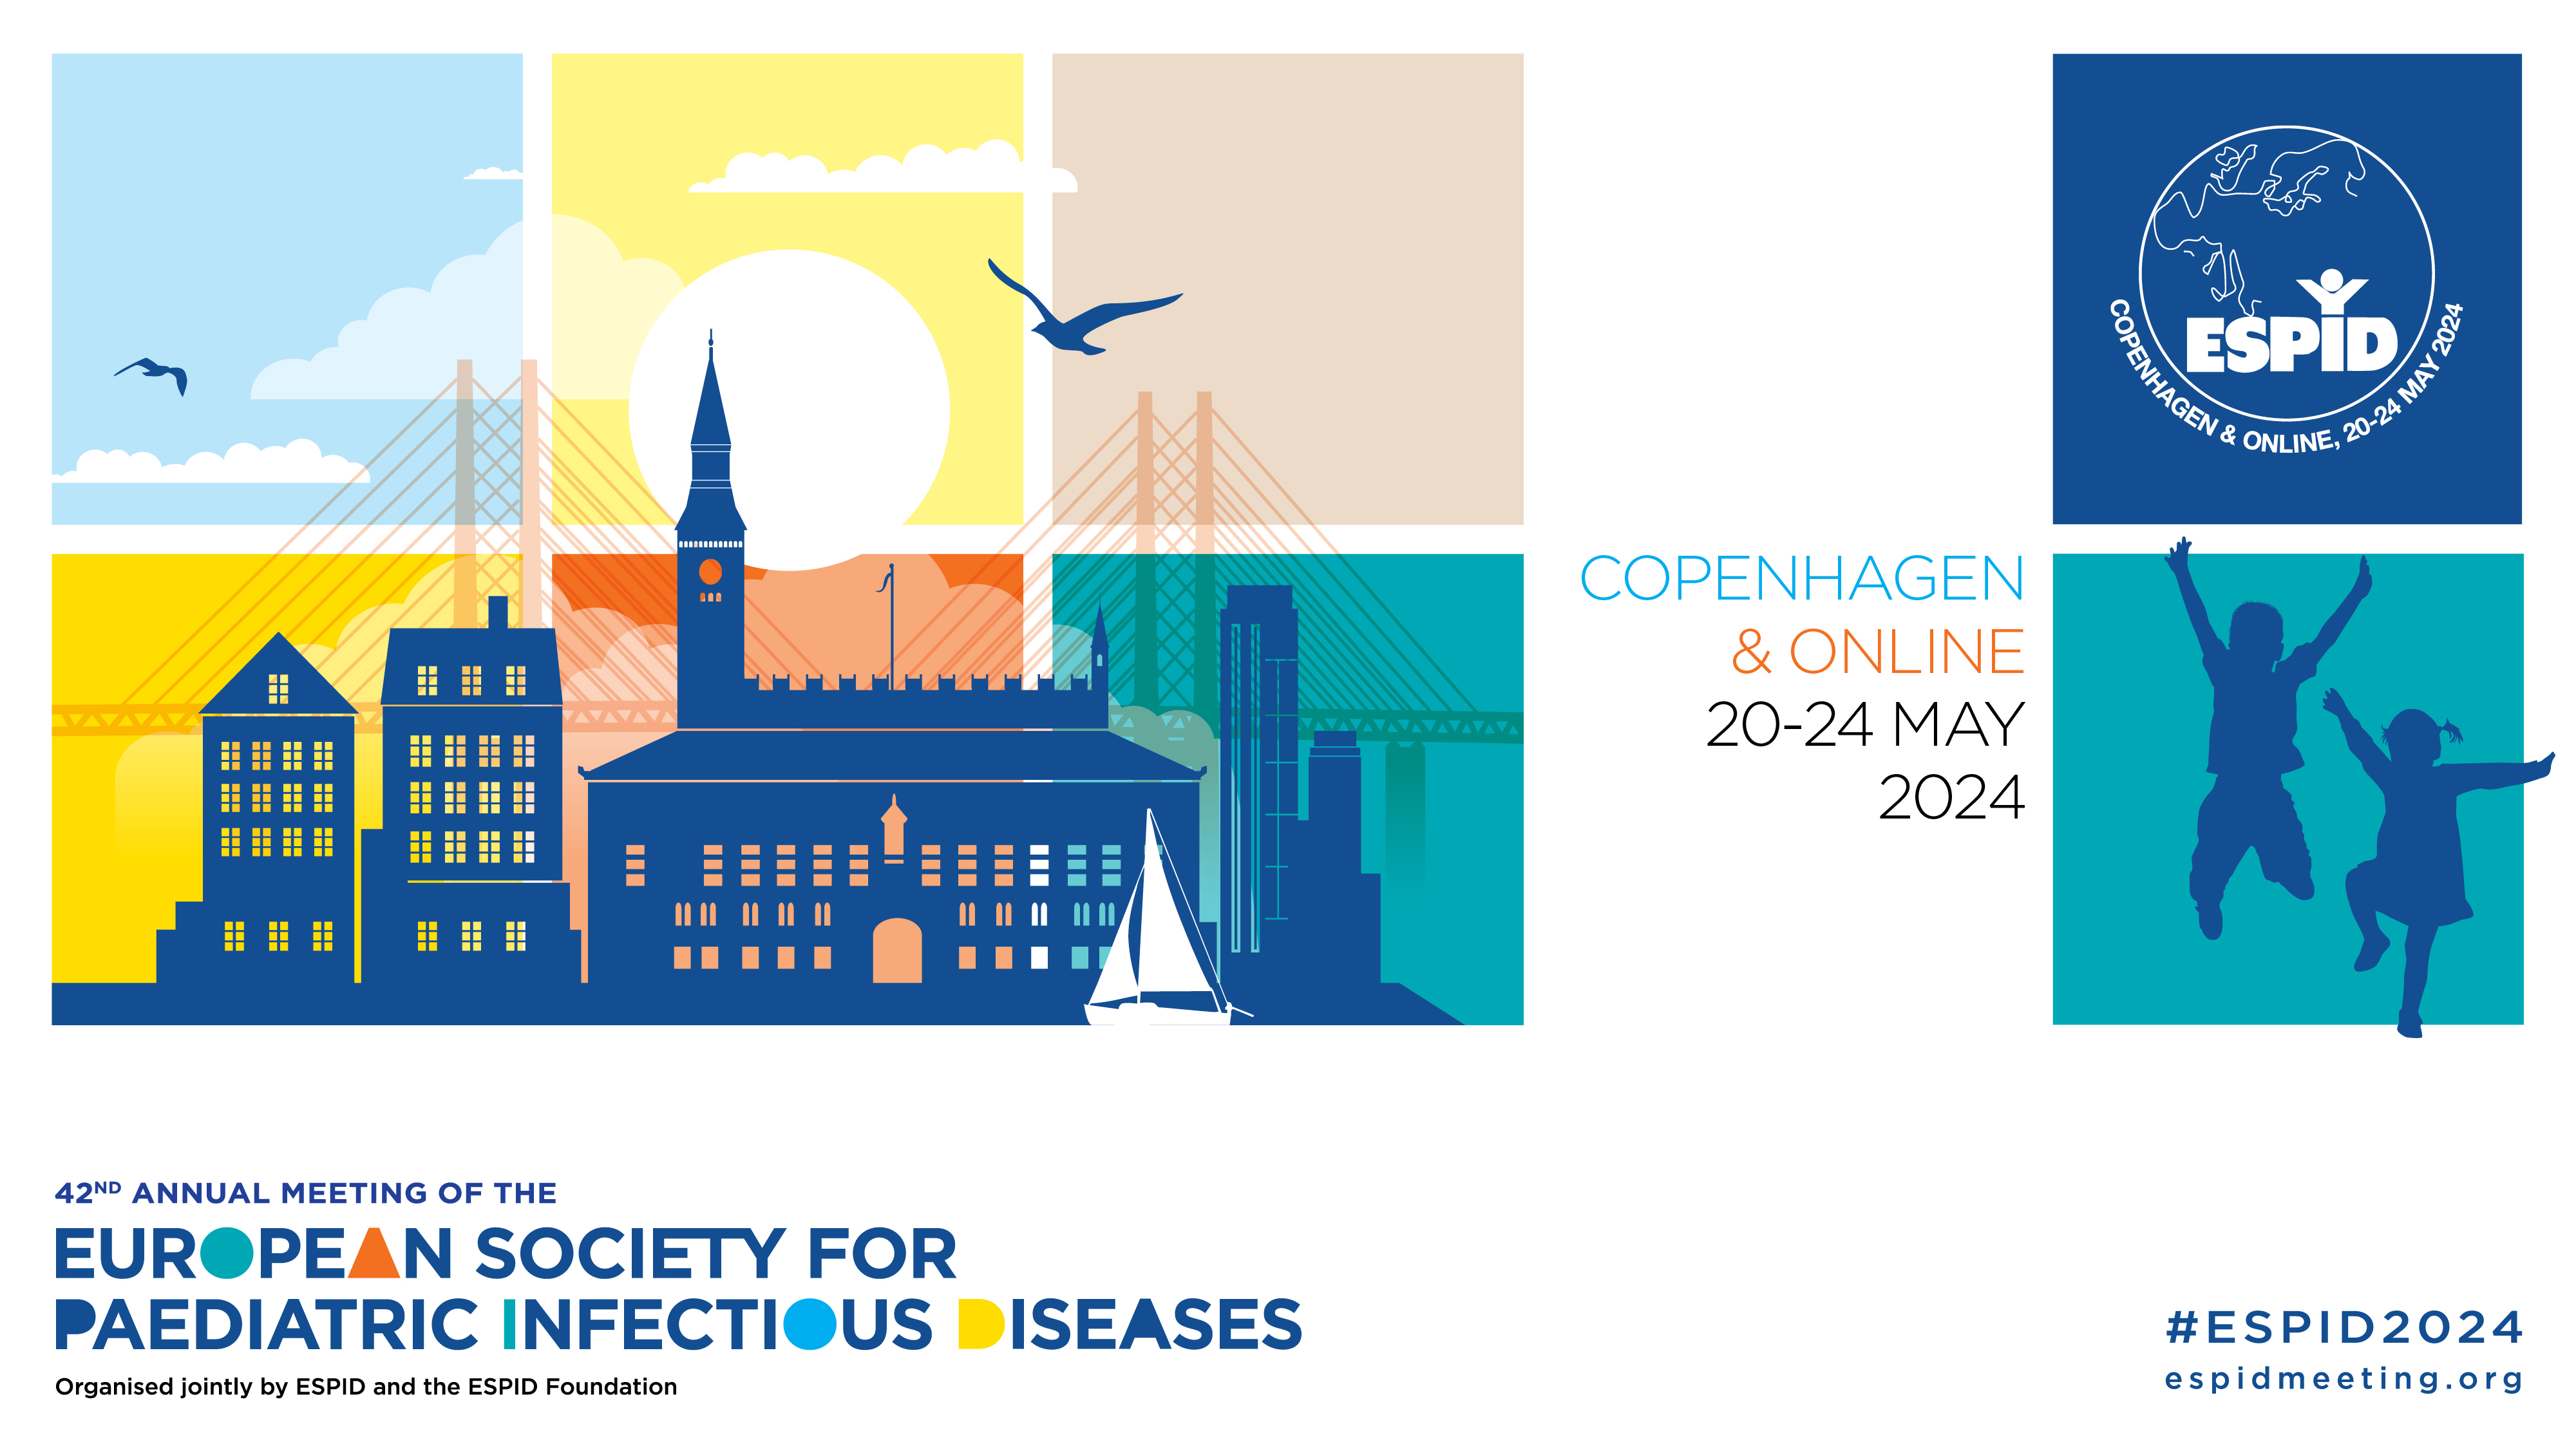 ESPID
COPENHAGEN & ONLINE, 20-24 MAY 2024
COPENHAGEN
& ONLINE
20-24 MAY
2024
42ND ANNUAL MEETING OF THE
EUROPEAN SOCIETY FOR
PAEDIATRIC INFECTIOUS DISEASES
Organised jointly by ESPID and the ESPID Foundation
#ESPID2024
espidmeeting.org